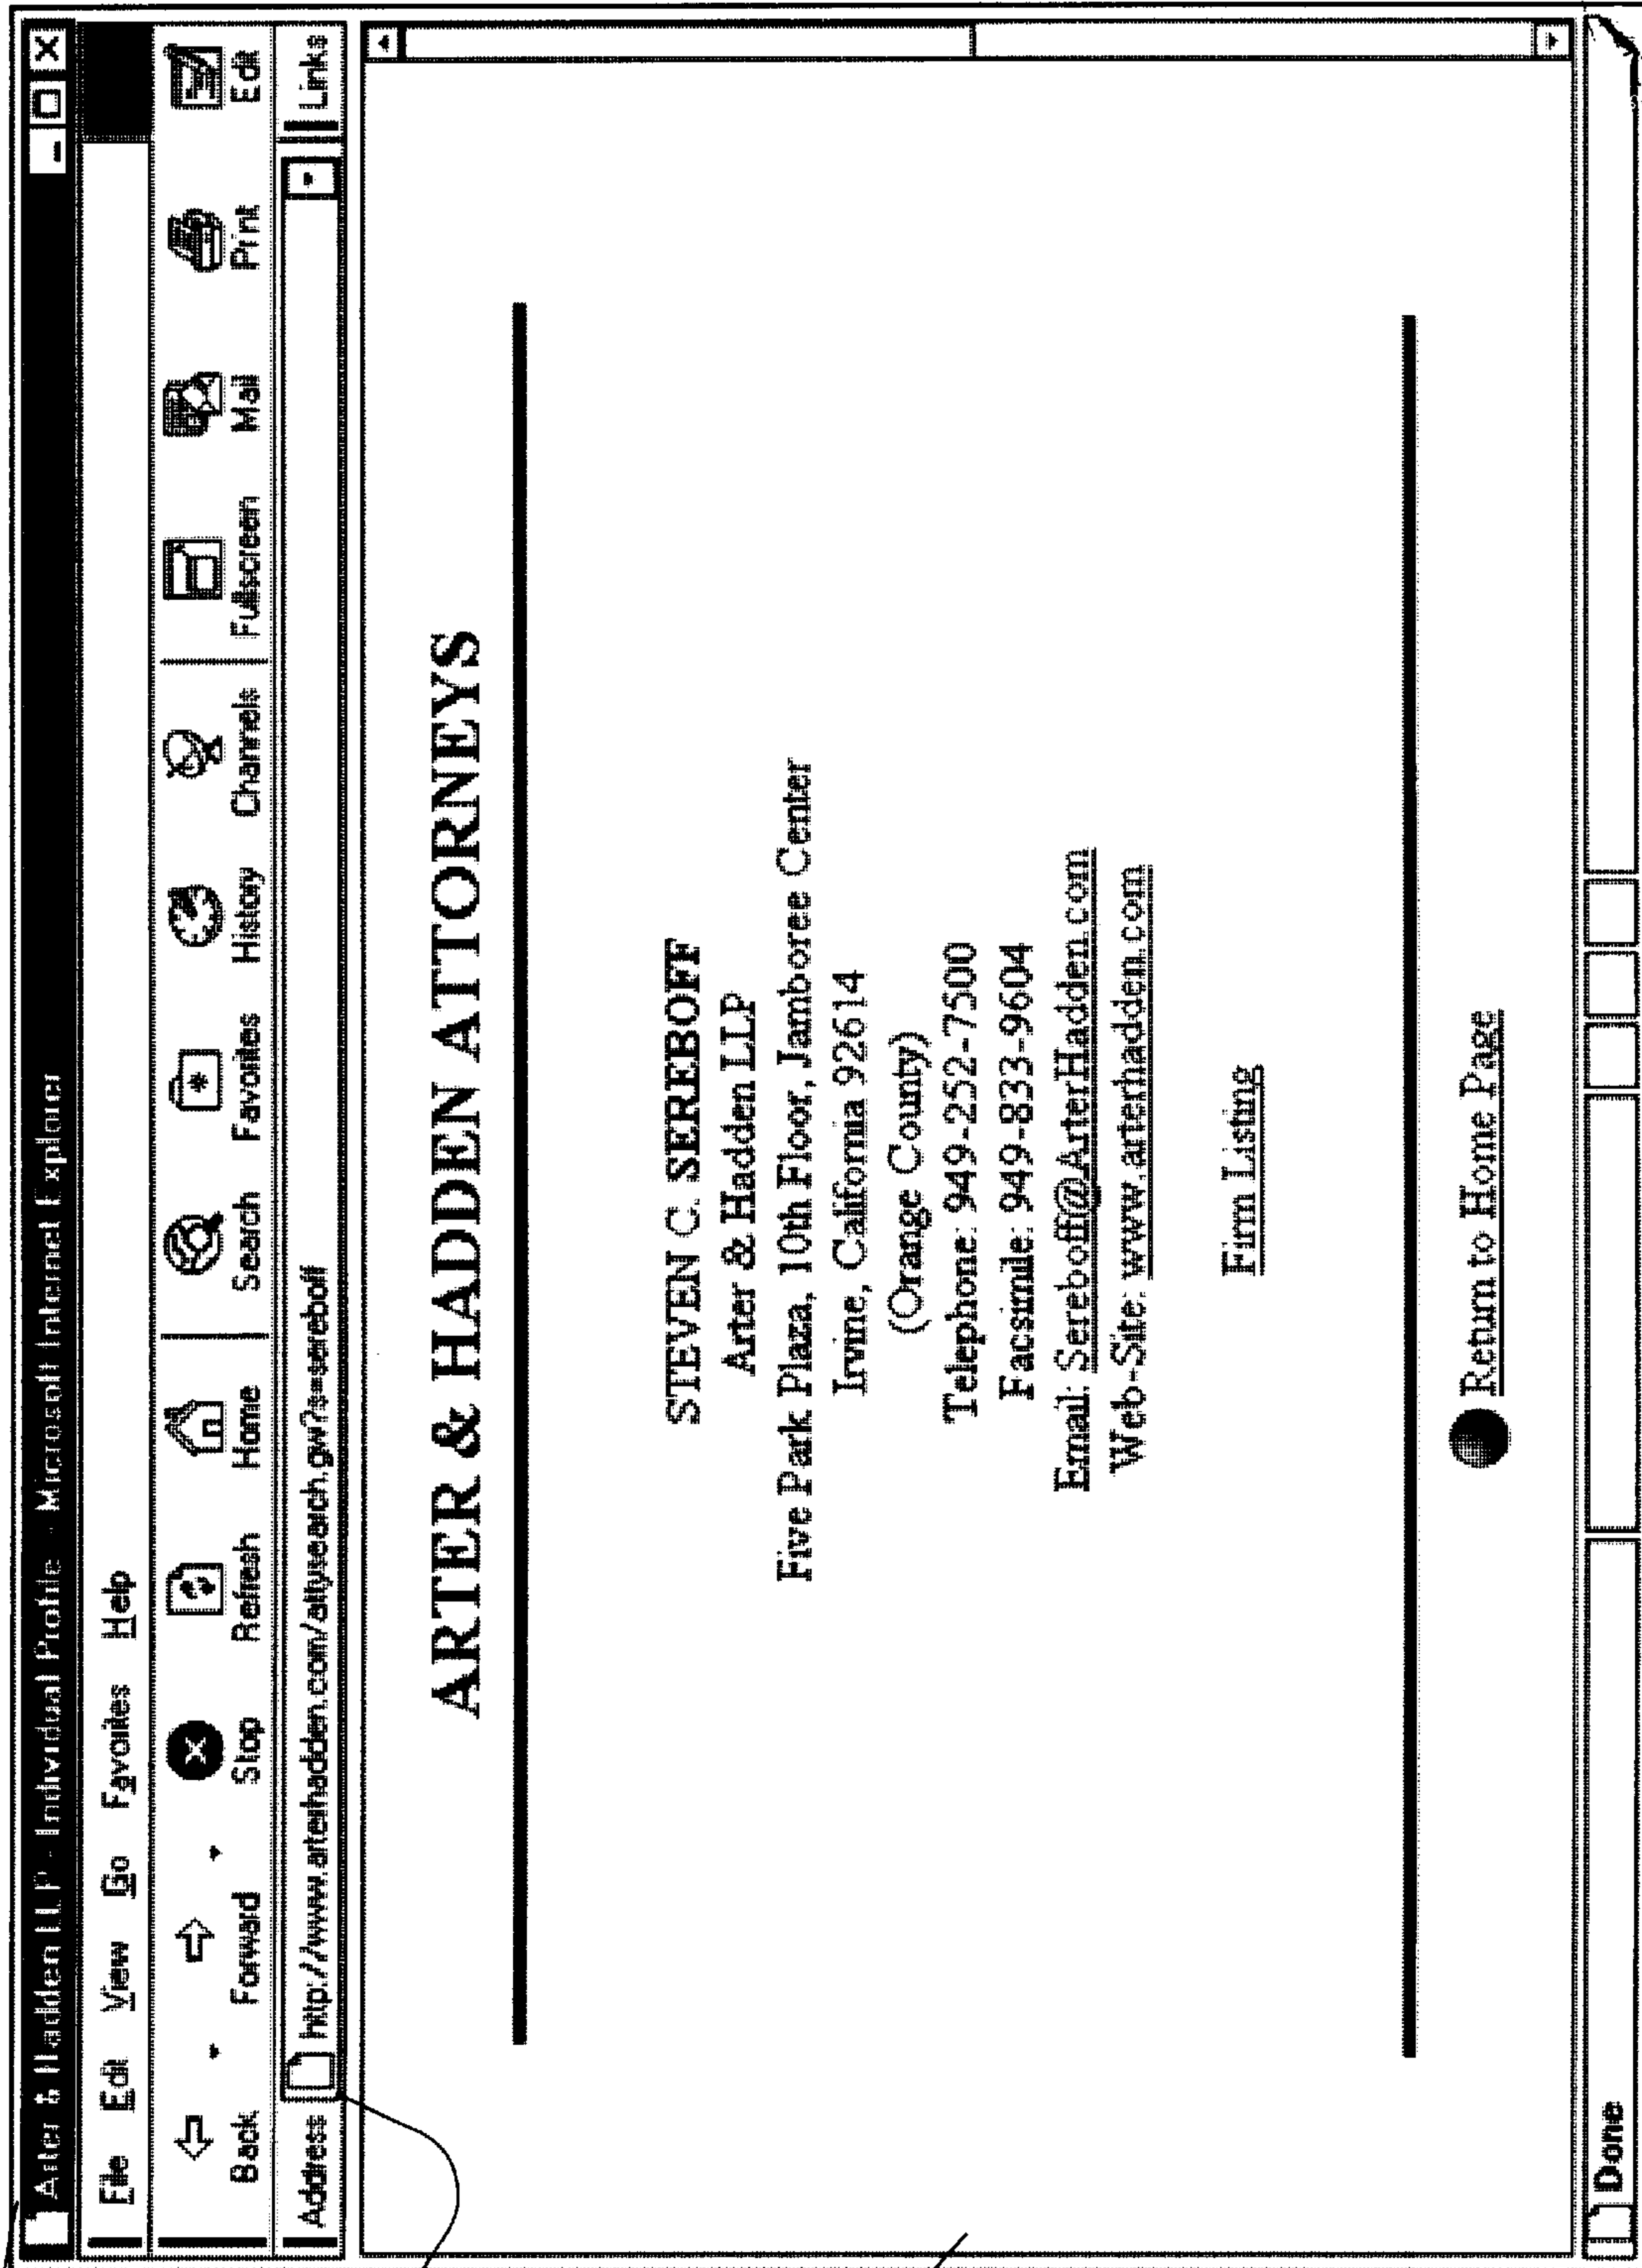 Arter & Hadden LLP - Individual Profile - Microsoft Internet Explorer
File Edit View Go Favorites Help
Back Forward Stop Refresh Home Search Favorites History Channels Fullscreen Mail Print Edit
Address http://www.arterhadden.com/attysearch.gw?s=sereboff Links
ARTER & HADDEN ATTORNEYS
STEVEN C. SEREBOFF
Arter & Hadden LLP
Five Park Plaza, 10th Floor, Jamboree Center
Irvine, California 92614
(Orange County)
Telephone: 949-252-7500
Facsimile: 949-833-9604
Email: Sereboff@ArterHadden.com
Web-Site: www.arterhadden.com
Firm Listing
Return to Home Page
Done